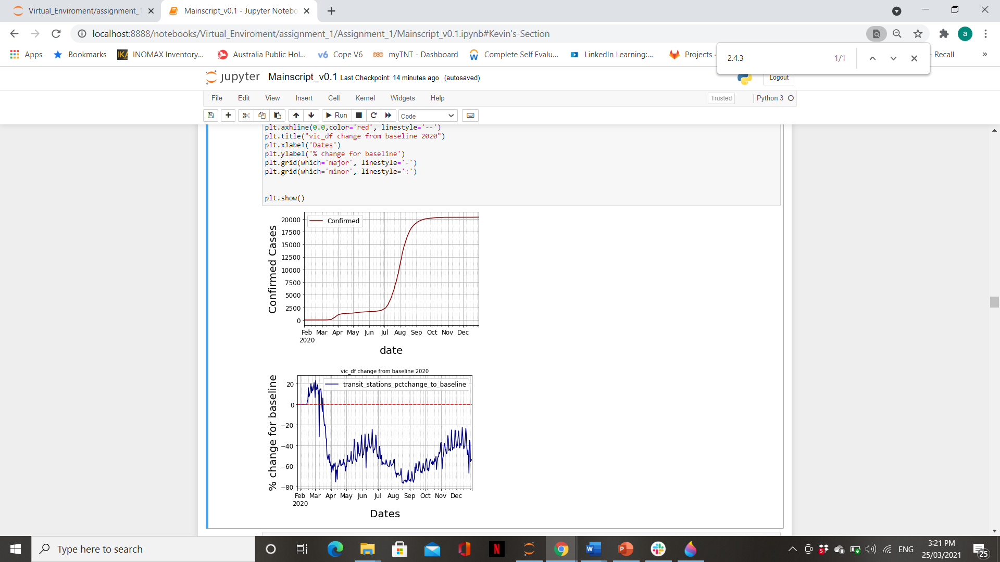 Virtual_Enviroment/assignment_1
Mainscript_v0.1 - Jupyter Notebo
localhost:8888/notebooks/Virtual_Enviroment/assignment_1/Assignment_1/Mainscript_v0.1.ipynb#Kevin's-Section
a
Apps
Bookmarks
INOMAX Inventory...
Australia Public Hol...
v6 Cope V6
myTNT - Dashboard
Complete Self Evalu...
LinkedIn Learning:...
Projects
- Recall
»
2.4.3
1/1
jupyter Mainscript_v0.1 Last Checkpoint: 14 minutes ago (autosaved)
Logout
File Edit View Insert Cell Kernel Widgets Help
Trusted
Python 3
Run
Code
plt.axhline(0.0,color='red', linestyle='--')
plt.title("vic_df change from baseline 2020")
plt.xlabel('Dates')
plt.ylabel('% change for baseline')
plt.grid(which='major', linestyle='-')
plt.grid(which='minor', linestyle=':')
plt.show()
Confirmed
Confirmed Cases
20000
17500
15000
12500
10000
7500
5000
2500
0
Feb Mar Apr May Jun Jul Aug Sep Oct Nov Dec
2020
date
vic_df change from baseline 2020
transit_stations_pctchange_to_baseline
% change for baseline
20
0
−20
−40
−60
−80
Feb Mar Apr May Jun Jul Aug Sep Oct Nov Dec
2020
Dates
Type here to search
ENG
3:21 PM
25/03/2021
25